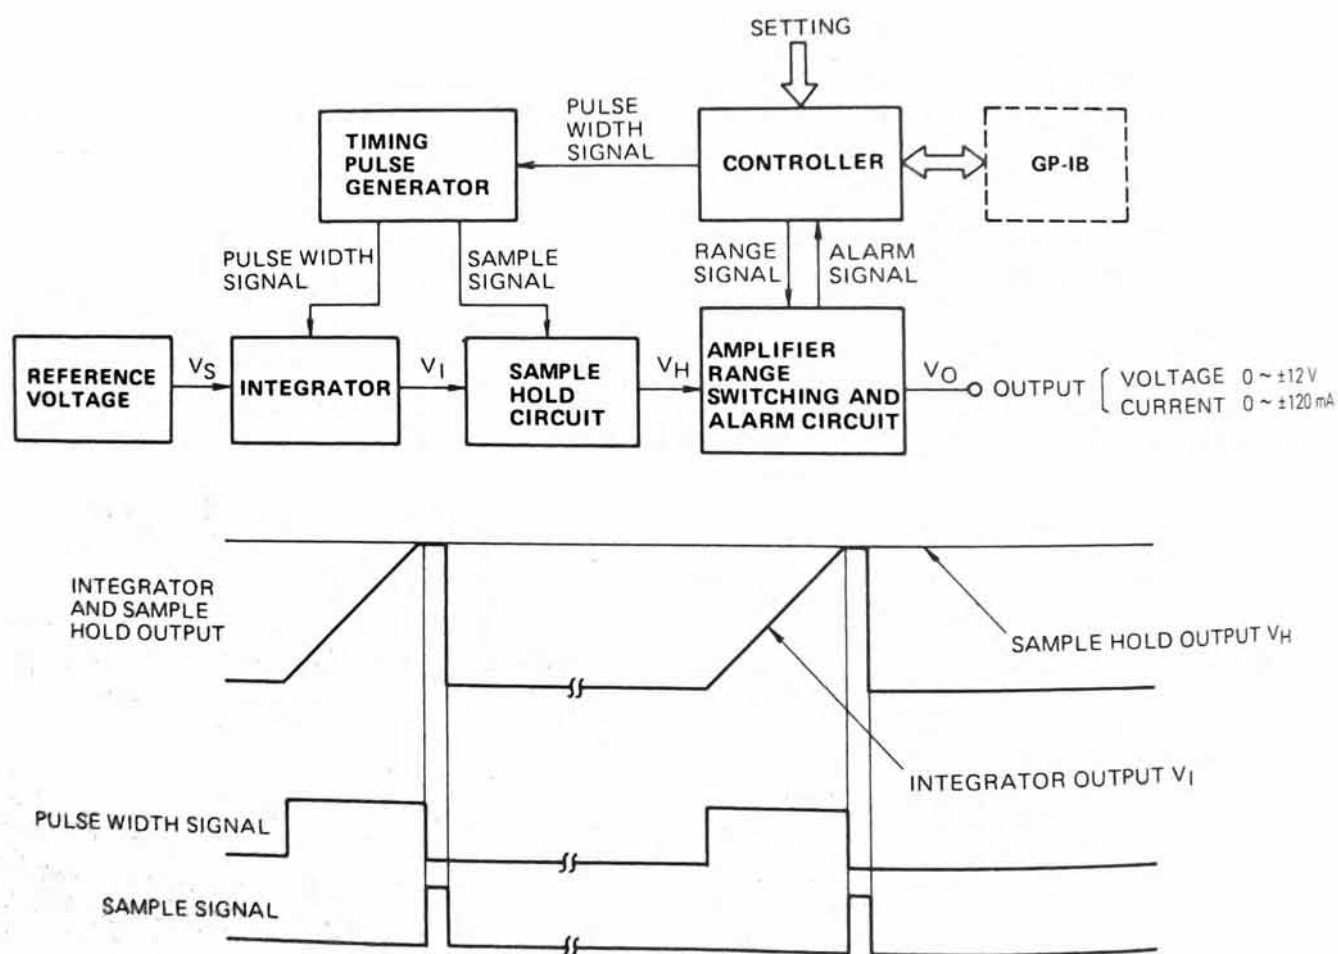 SETTING
PULSE
WIDTH
SIGNAL
TIMING
PULSE
GENERATOR
CONTROLLER
GP-IB
PULSE WIDTH
SIGNAL
SAMPLE
SIGNAL
RANGE
SIGNAL
ALARM
SIGNAL
REFERENCE
VOLTAGE
VS
INTEGRATOR
VI
SAMPLE
HOLD
CIRCUIT
VH
AMPLIFIER
RANGE
SWITCHING AND
ALARM CIRCUIT
VO
OUTPUT
VOLTAGE 0 ~ ±12V
CURRENT 0 ~ ±120mA
INTEGRATOR
AND SAMPLE
HOLD OUTPUT
SAMPLE HOLD OUTPUT VH
INTEGRATOR OUTPUT VI
PULSE WIDTH SIGNAL
SAMPLE SIGNAL